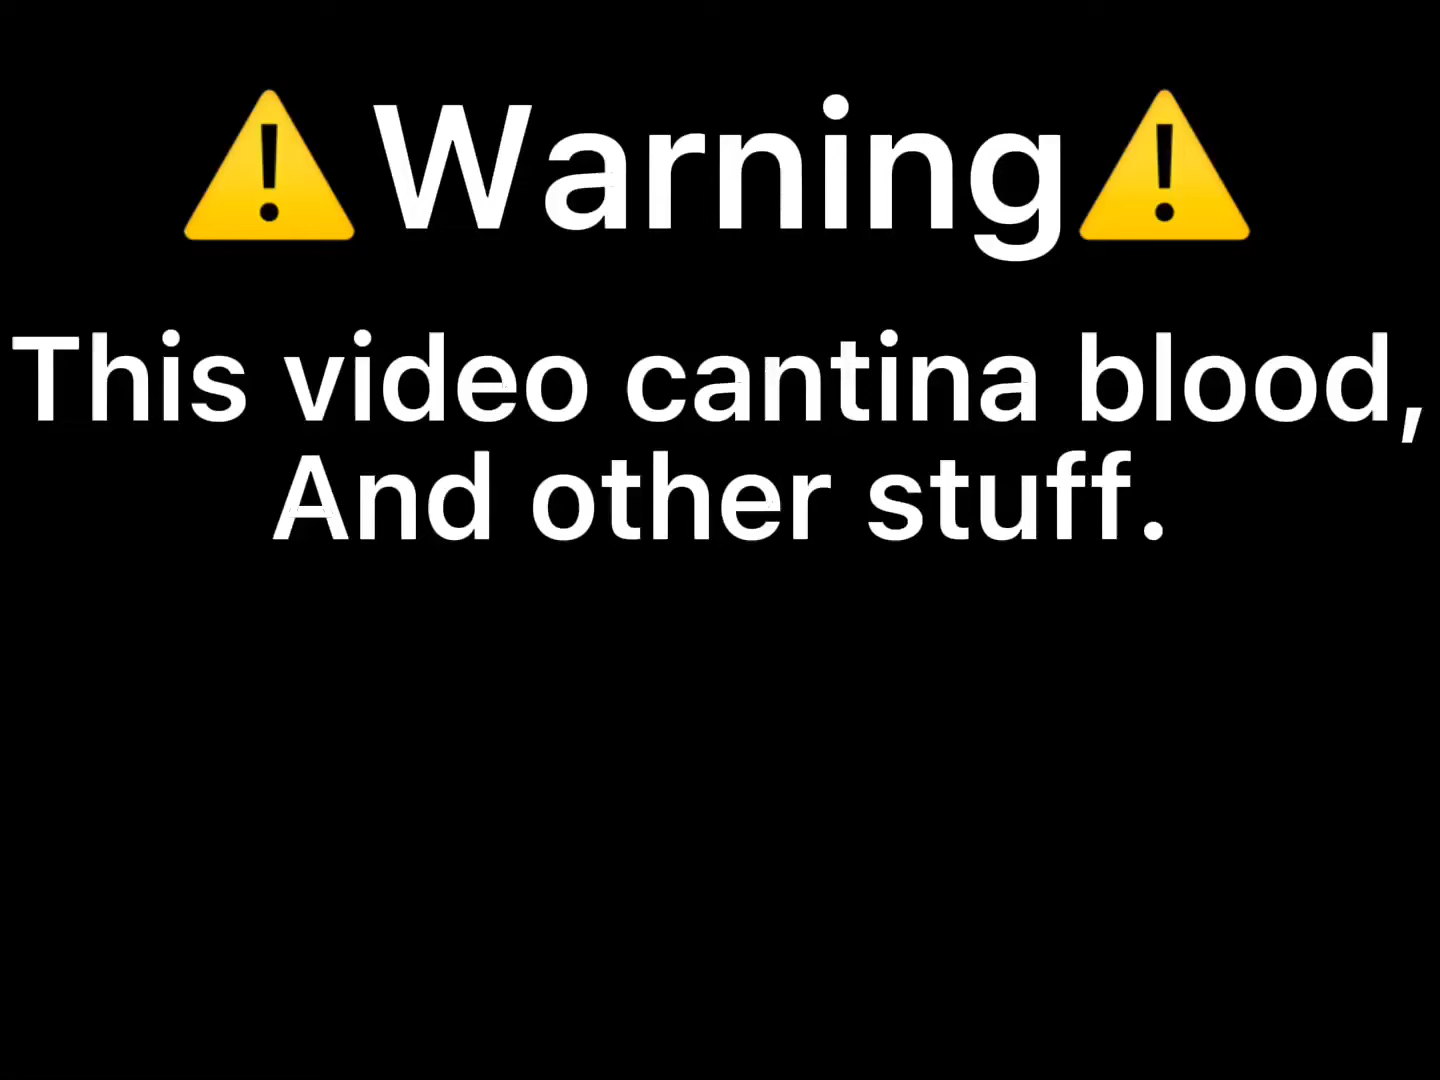 ⚠️Warning⚠️
This video cantina blood,
And other stuff.